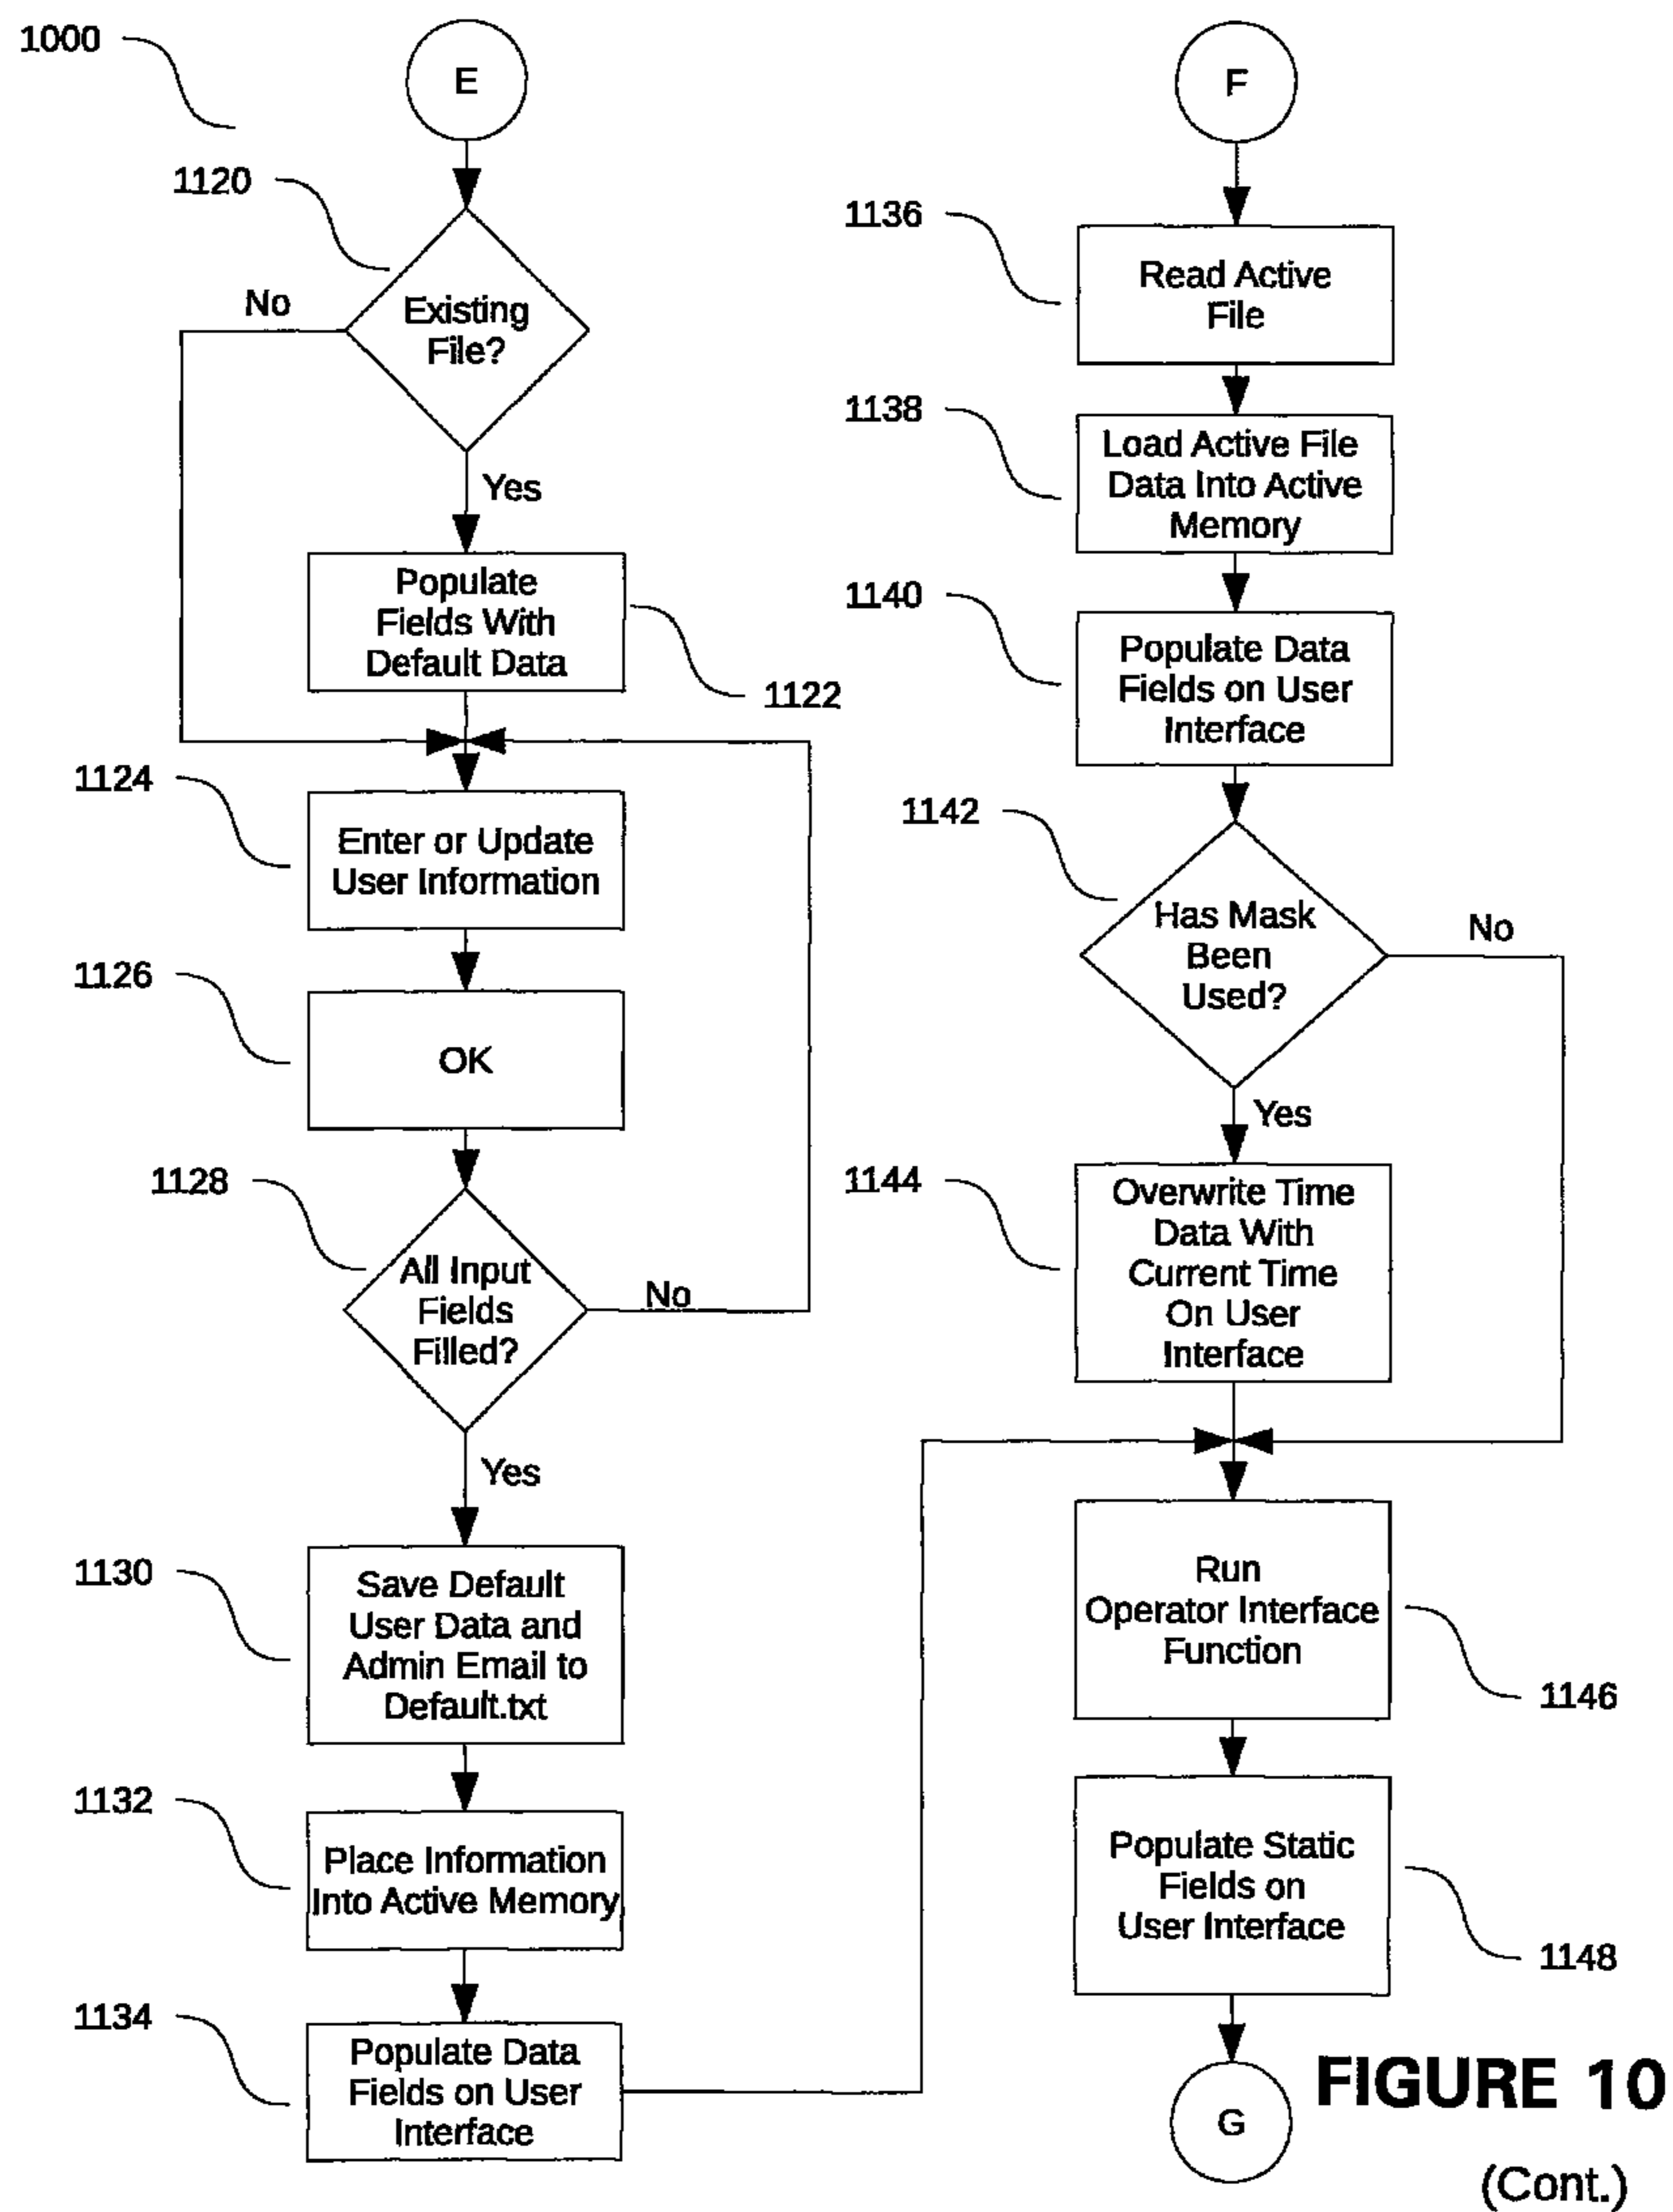 1000
E
1120
No
Existing
File?
Yes
Populate
Fields With
Default Data
1122
1124
Enter or Update
User Information
1126
OK
1128
All Input
Fields
Filled?
No
Yes
1130
Save Default
User Data and
Admin Email to
Default.txt
1132
Place Information
Into Active Memory
1134
Populate Data
Fields on User
Interface
F
1136
Read Active
File
1138
Load Active File
Data Into Active
Memory
1140
Populate Data
Fields on User
Interface
1142
Has Mask
Been
Used?
No
Yes
1144
Overwrite Time
Data With
Current Time
On User
Interface
Run
Operator Interface
Function
1146
Populate Static
Fields on
User Interface
1148
G
FIGURE 10
(Cont.)